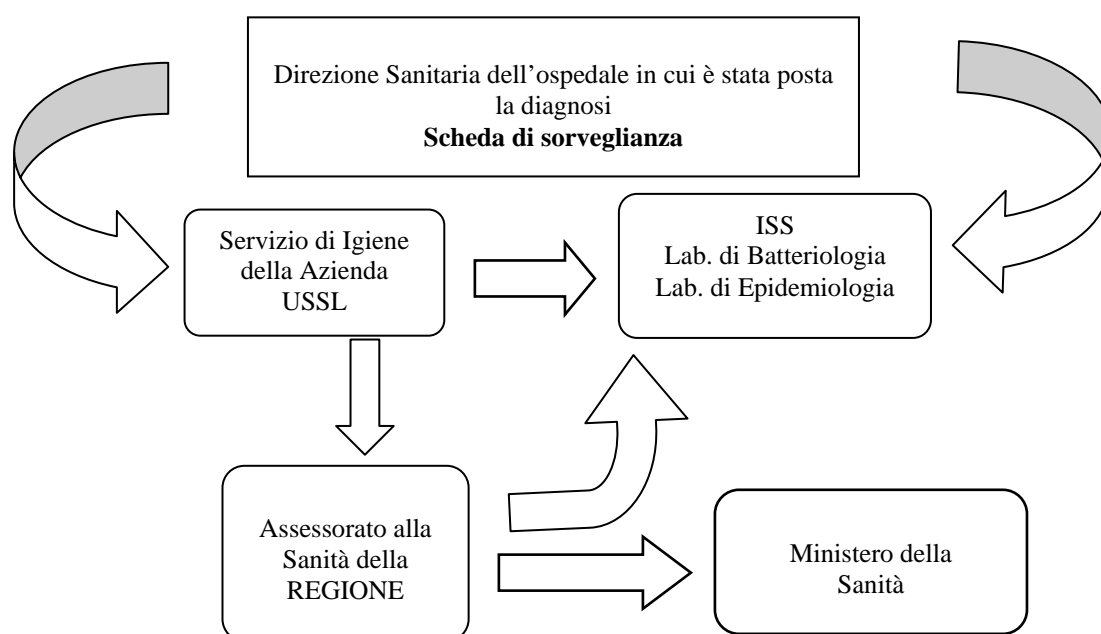 Direzione Sanitaria dell’ospedale in cui è stata posta
la diagnosi
Scheda di sorveglianza
Servizio di Igiene
della Azienda
USSL
ISS
Lab. di Batteriologia
Lab. di Epidemiologia
Assessorato alla
Sanità della
REGIONE
Ministero della
Sanità